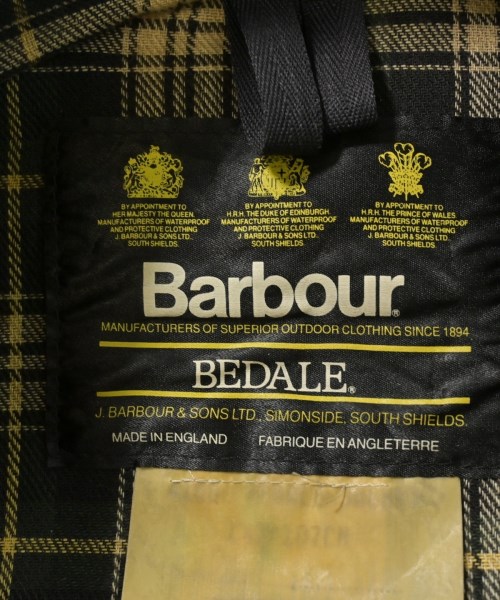 BY APPOINTMENT TO
HER MAJESTY THE QUEEN.
MANUFACTURERS OF WATERPROOF
AND PROTECTIVE CLOTHING
J. BARBOUR & SONS LTD.,
SOUTH SHIELDS.
BY APPOINTMENT TO
H.R.H. THE DUKE OF EDINBURGH
MANUFACTURERS OF WATERPROOF
AND PROTECTIVE CLOTHING
J. BARBOUR & SONS LTD.,
SOUTH SHIELDS.
BY APPOINTMENT TO
H.R.H. THE PRINCE OF WALES
MANUFACTURERS OF WATERPROOF
AND PROTECTIVE CLOTHING
J. BARBOUR & SONS LTD.,
SOUTH SHIELDS.
Barbour®
MANUFACTURERS OF SUPERIOR OUTDOOR CLOTHING SINCE 1894
BEDALE®
J. BARBOUR & SONS LTD., SIMONSIDE, SOUTH SHIELDS.
MADE IN ENGLAND FABRIQUE EN ANGLETERRE